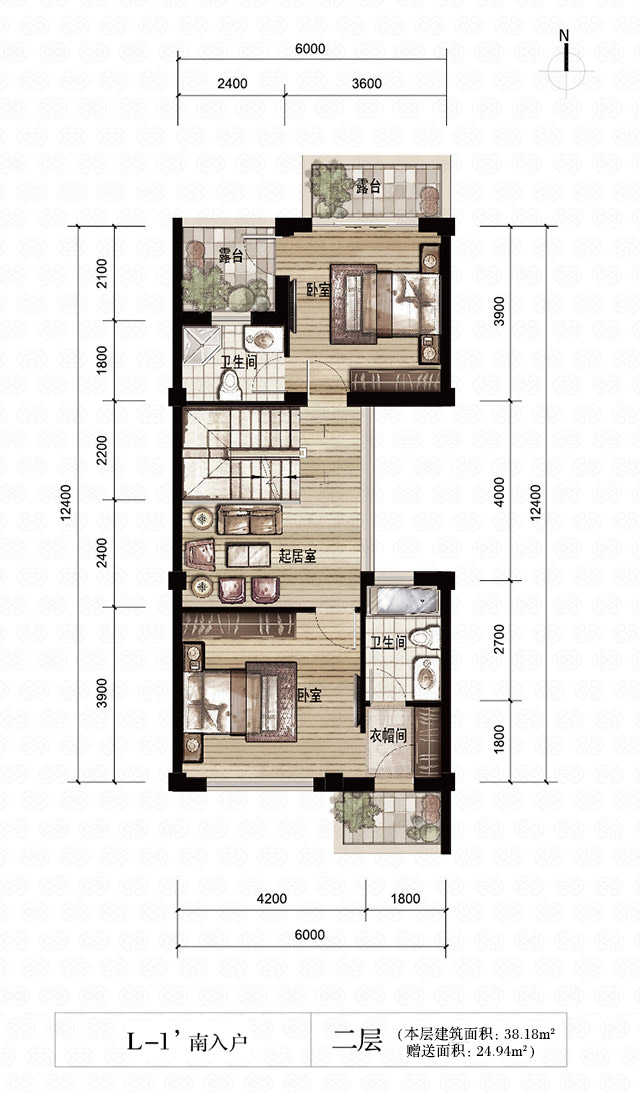 N
6000
2400 3600
露台
露台
卧室
卫生间
2100
1800
2200
2400
3900
12400
3900
4000
2700
1800
12400
起居室
卫生间
卧室
衣帽间
4200 1800
6000
L-1’ 南入户
二层 (本层建筑面积: 38.18m²
赠送面积: 24.94m²)